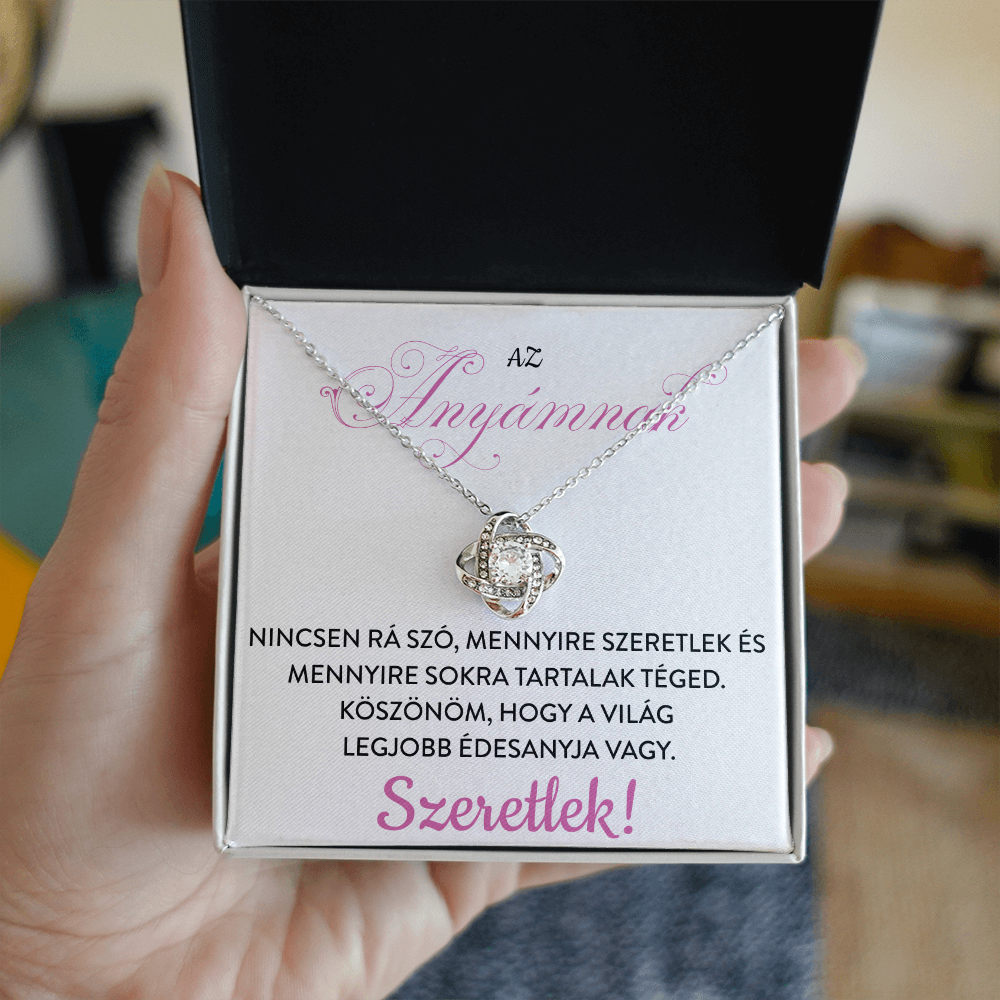 AZ
Anyámnak
NINCSEN RÁ SZÓ, MENNYIRE SZERETLEK ÉS
MENNYIRE SOKRA TARTALAK TÉGED.
KÖSZÖNÖM, HOGY A VILÁG
LEGJOBB ÉDESANYJA VAGY.
Szeretlek!